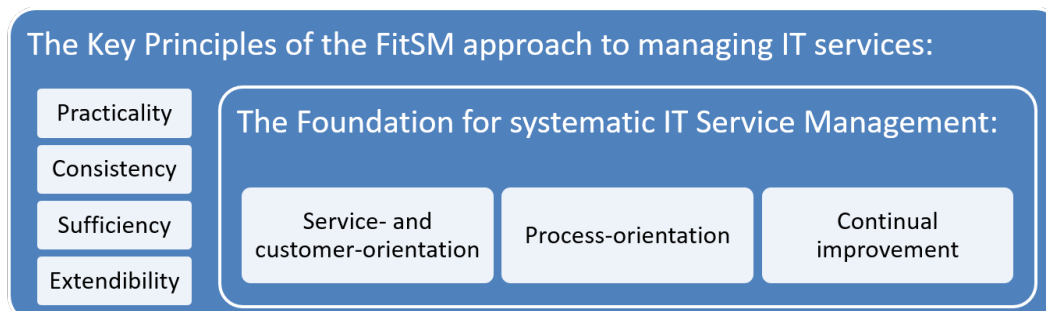 The Key Principles of the FitSM approach to managing IT services:
Practicality
Consistency
Sufficiency
Extendibility
The Foundation for systematic IT Service Management:
Service- and
customer-orientation
Process-orientation
Continual
improvement